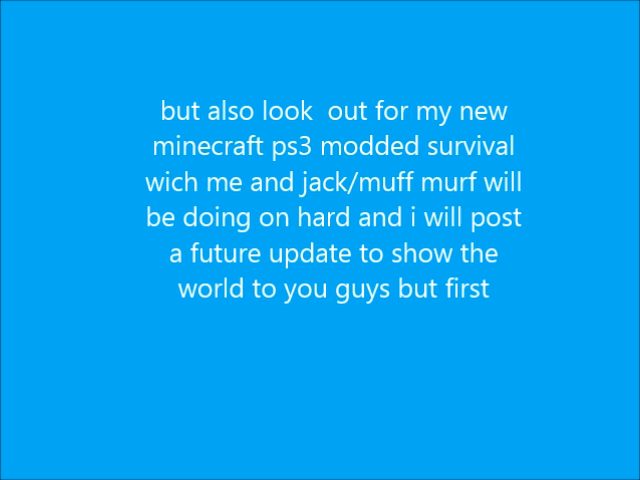 but also look  out for my new
minecraft ps3 modded survival
wich me and jack/muff murf will
be doing on hard and i will post
a future update to show the
world to you guys but first